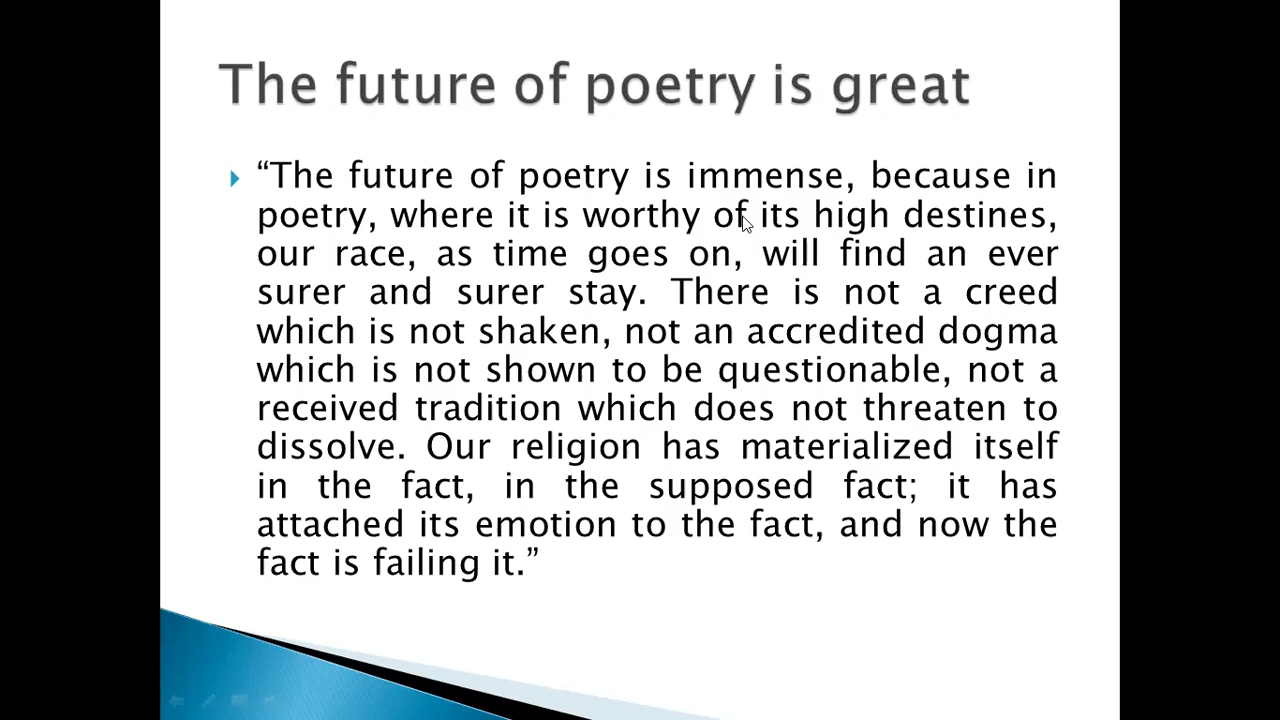 The future of poetry is great
“The future of poetry is immense, because in
poetry, where it is worthy of its high destines,
our race, as time goes on, will find an ever
surer and surer stay. There is not a creed
which is not shaken, not an accredited dogma
which is not shown to be questionable, not a
received tradition which does not threaten to
dissolve. Our religion has materialized itself
in the fact, in the supposed fact; it has
attached its emotion to the fact, and now the
fact is failing it.”